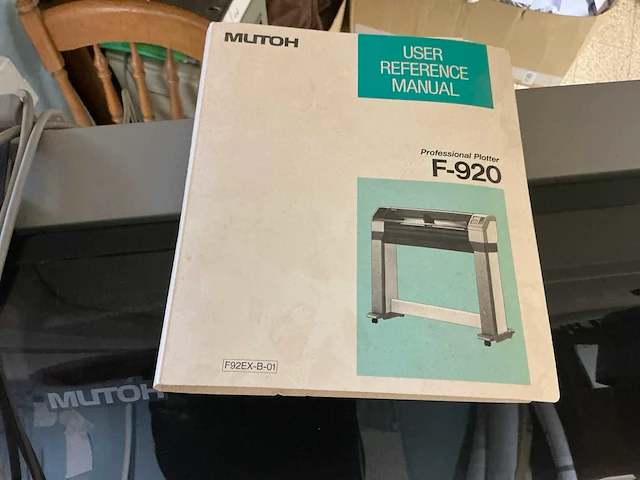 MUTOH
USER
REFERENCE
MANUAL
Professional Plotter
F-920
F92EX-B-01
MUTOH